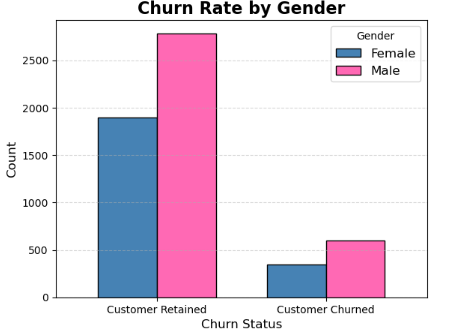 Churn Rate by Gender
Gender
Female
Male
2500
2000
1500
1000
500
0
Count
Customer Retained
Customer Churned
Churn Status